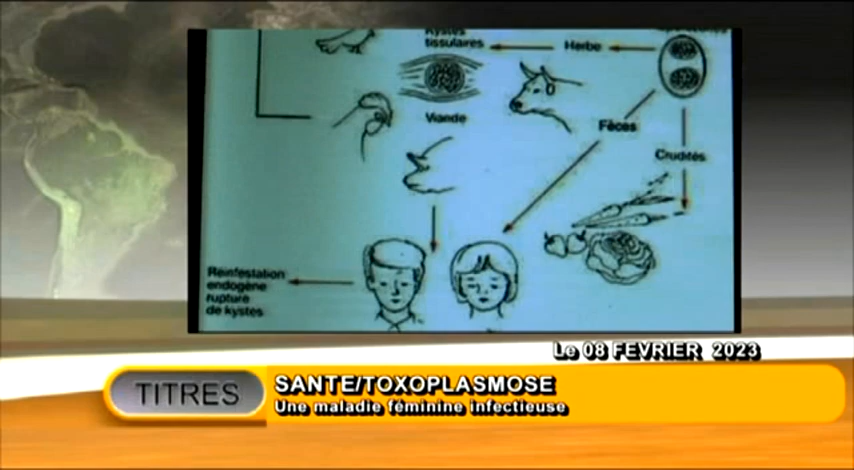 Kystes
tissulaires
Herbe
Viande
Fèces
Crudités
Réinfestation
endogène
rupture
de kystes
Le 08 FEVRIER 2023
TITRES
SANTE/TOXOPLASMOSE
Une maladie féminine infectieuse